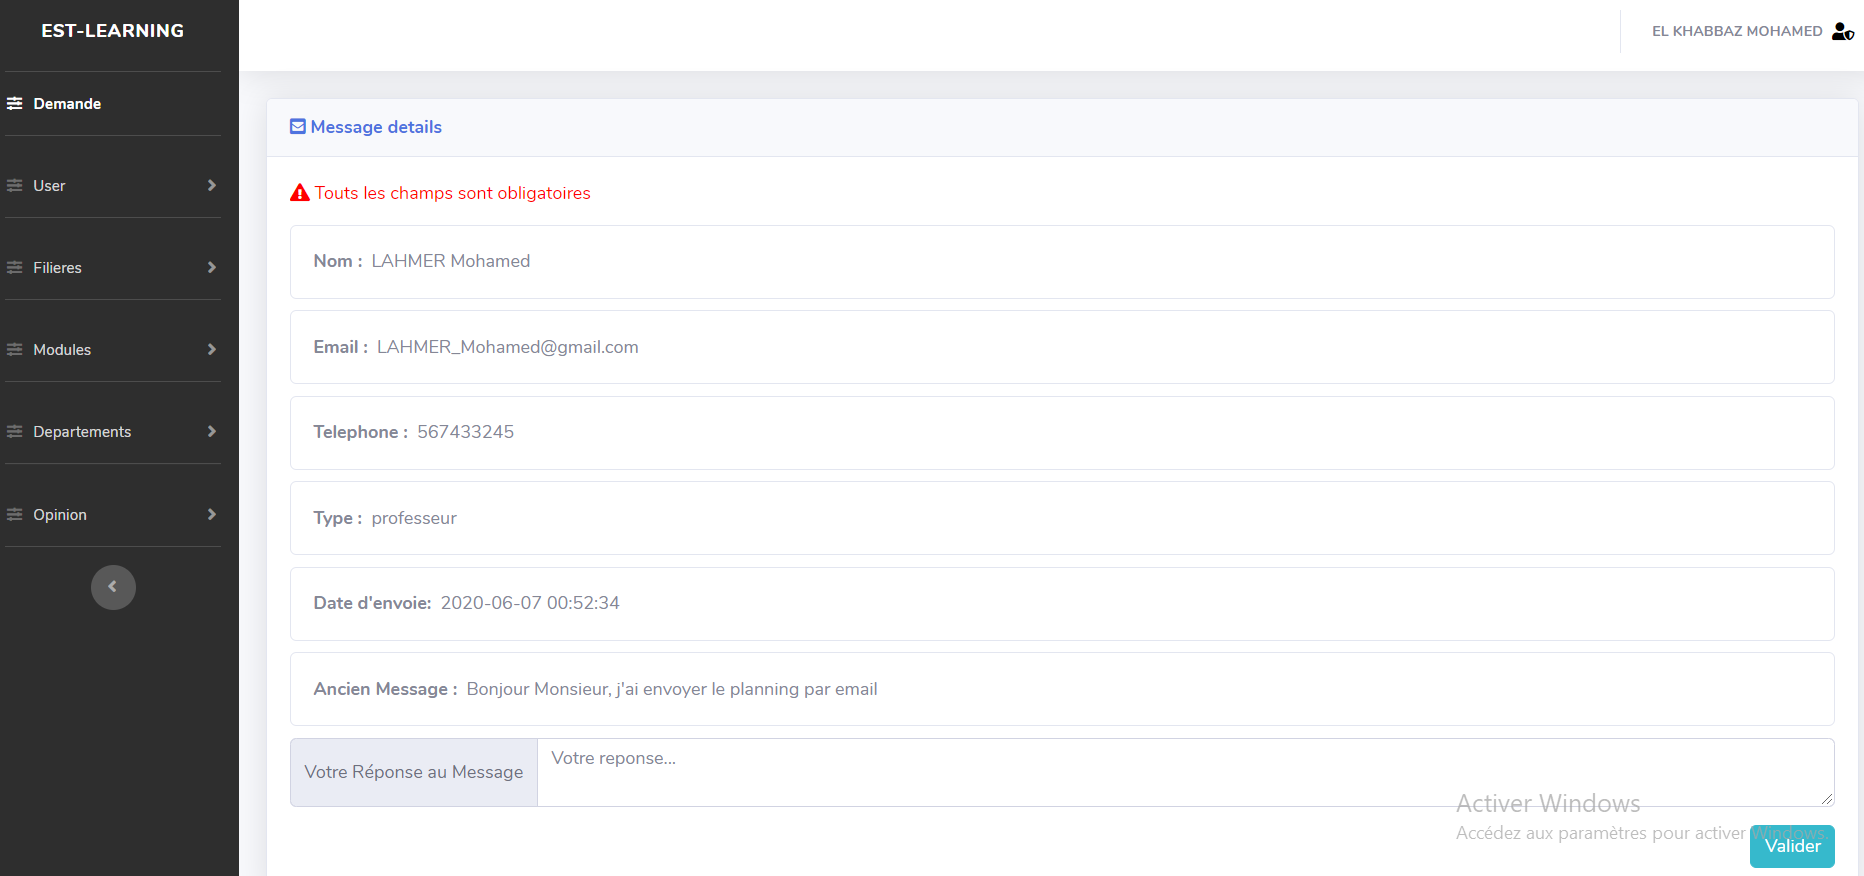 EST-LEARNING
EL KHABBAZ MOHAMED
Demande
User
Filieres
Modules
Departements
Opinion
Message details
Touts les champs sont obligatoires
Nom : LAHMER Mohamed
Email : LAHMER_Mohamed@gmail.com
Telephone : 567433245
Type : professeur
Date d'envoie: 2020-06-07 00:52:34
Ancien Message : Bonjour Monsieur, j'ai envoyer le planning par email
Votre Réponse au Message
Votre reponse...
Activer Windows
Accédez aux paramètres pour activer Windows.
Valider